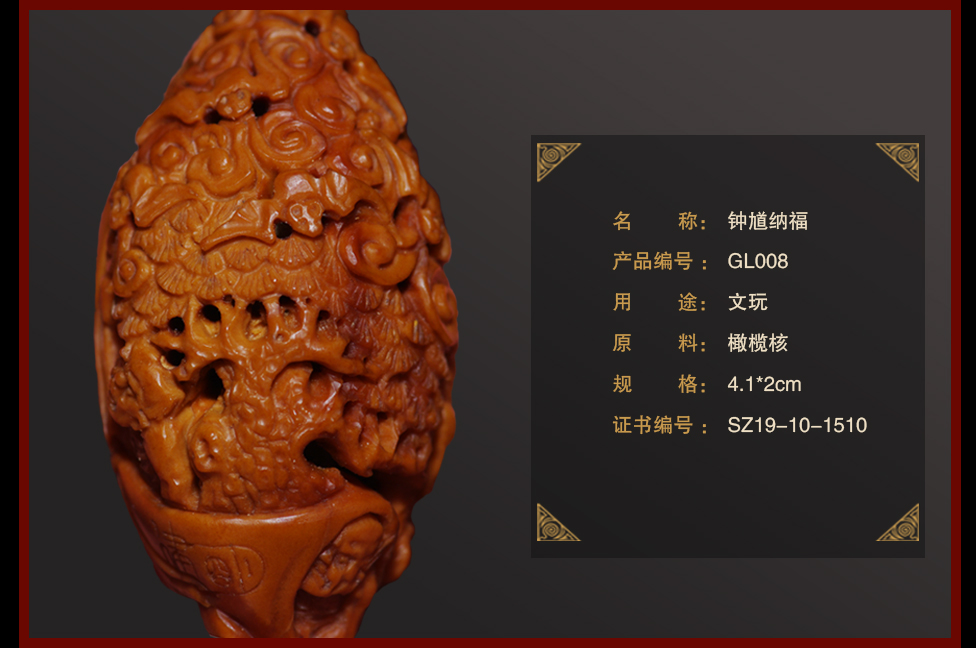 名 称： 钟馗纳福
产品编号： GL008
用 途： 文玩
原 料： 橄榄核
规 格： 4.1*2cm
证书编号： SZ19-10-1510